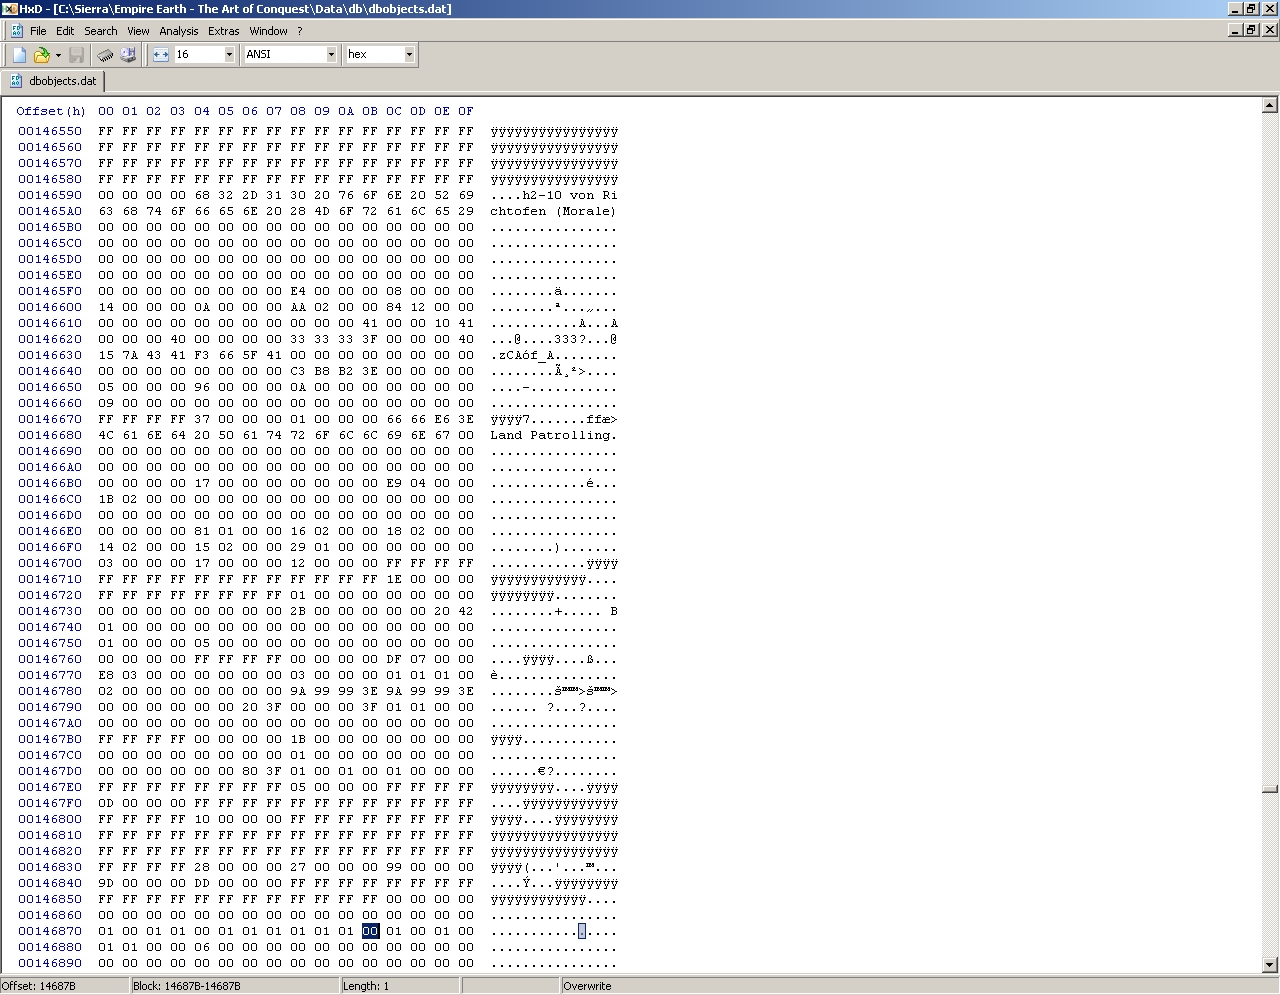 HxD - [C:\Sierra\Empire Earth - The Art of Conquest\Data\db\dbobjects.dat]
File Edit Search View Analysis Extras Window ?
16 ANSI hex
dbobjects.dat
Offset(h) 00 01 02 03 04 05 06 07 08 09 0A 0B 0C 0D 0E 0F
00146550 FF FF FF FF FF FF FF FF FF FF FF FF FF FF FF FF ÿÿÿÿÿÿÿÿÿÿÿÿÿÿÿÿ
00146560 FF FF FF FF FF FF FF FF FF FF FF FF FF FF FF FF ÿÿÿÿÿÿÿÿÿÿÿÿÿÿÿÿ
00146570 FF FF FF FF FF FF FF FF FF FF FF FF FF FF FF FF ÿÿÿÿÿÿÿÿÿÿÿÿÿÿÿÿ
00146580 FF FF FF FF FF FF FF FF FF FF FF FF FF FF FF FF ÿÿÿÿÿÿÿÿÿÿÿÿÿÿÿÿ
00146590 00 00 00 00 68 32 2D 31 30 20 76 6F 6E 20 52 69 ....h2-10 von Ri
001465A0 63 68 74 6F 66 65 6E 20 28 4D 6F 72 61 6C 65 29 chtofen (Morale)
001465B0 00 00 00 00 00 00 00 00 00 00 00 00 00 00 00 00 ................
001465C0 00 00 00 00 00 00 00 00 00 00 00 00 00 00 00 00 ................
001465D0 00 00 00 00 00 00 00 00 00 00 00 00 00 00 00 00 ................
001465E0 00 00 00 00 00 00 00 00 00 00 00 00 00 00 00 00 ................
001465F0 00 00 00 00 00 00 00 00 E4 00 00 00 08 00 00 00 ........ä.......
00146600 14 00 00 00 0A 00 00 00 AA 02 00 00 84 12 00 00 ........ª...„...
00146610 00 00 00 00 00 00 00 00 00 00 00 41 00 00 10 41 ...........A...A
00146620 00 00 00 40 00 00 00 00 33 33 33 3F 00 00 00 40 ...@....333?...@
00146630 15 7A 43 41 F3 66 5F 41 00 00 00 00 00 00 00 00 .zCAóf_A........
00146640 00 00 00 00 00 00 00 00 C3 B8 B2 3E 00 00 00 00 ........Ã¸²>....
00146650 05 00 00 00 96 00 00 00 0A 00 00 00 00 00 00 00 ....–...........
00146660 09 00 00 00 00 00 00 00 00 00 00 00 00 00 00 00 ................
00146670 FF FF FF FF 37 00 00 00 01 00 00 00 66 66 E6 3E ÿÿÿÿ7.......ffæ>
00146680 4C 61 6E 64 20 50 61 74 72 6F 6C 6C 69 6E 67 00 Land Patrolling.
00146690 00 00 00 00 00 00 00 00 00 00 00 00 00 00 00 00 ................
001466A0 00 00 00 00 00 00 00 00 00 00 00 00 00 00 00 00 ................
001466B0 00 00 00 00 17 00 00 00 00 00 00 00 E9 04 00 00 ............é...
001466C0 1B 02 00 00 00 00 00 00 00 00 00 00 00 00 00 00 ................
001466D0 00 00 00 00 00 00 00 00 00 00 00 00 00 00 00 00 ................
001466E0 00 00 00 00 81 01 00 00 16 02 00 00 18 02 00 00 ................
001466F0 14 02 00 00 15 02 00 00 29 01 00 00 00 00 00 00 ........).......
00146700 03 00 00 00 17 00 00 00 12 00 00 00 FF FF FF FF ............ÿÿÿÿ
00146710 FF FF FF FF FF FF FF FF FF FF FF FF 1E 00 00 00 ÿÿÿÿÿÿÿÿÿÿÿÿ....
00146720 FF FF FF FF FF FF FF FF 01 00 00 00 00 00 00 00 ÿÿÿÿÿÿÿÿ........
00146730 00 00 00 00 00 00 00 00 2B 00 00 00 00 00 20 42 ........+..... B
00146740 01 00 00 00 00 00 00 00 00 00 00 00 00 00 00 00 ................
00146750 01 00 00 00 05 00 00 00 00 00 00 00 00 00 00 00 ................
00146760 00 00 00 00 FF FF FF FF 00 00 00 00 DF 07 00 00 ....ÿÿÿÿ....ß...
00146770 E8 03 00 00 00 00 00 00 03 00 00 00 01 01 01 00 è...............
00146780 02 00 00 00 00 00 00 00 9A 99 99 3E 9A 99 99 3E ........š™™>š™™>
00146790 00 00 00 00 00 00 20 3F 00 00 00 3F 01 01 00 00 ...... ?...?....
001467A0 00 00 00 00 00 00 00 00 00 00 00 00 00 00 00 00 ................
001467B0 FF FF FF FF 00 00 00 00 1B 00 00 00 00 00 00 00 ÿÿÿÿ............
001467C0 00 00 00 00 00 00 00 00 01 00 00 00 00 00 00 00 ................
001467D0 00 00 00 00 00 00 80 3F 01 00 01 00 01 00 00 00 ......€?........
001467E0 FF FF FF FF FF FF FF FF 05 00 00 00 FF FF FF FF ÿÿÿÿÿÿÿÿ....ÿÿÿÿ
001467F0 0D 00 00 00 FF FF FF FF FF FF FF FF FF FF FF FF ....ÿÿÿÿÿÿÿÿÿÿÿÿ
00146800 FF FF FF FF 10 00 00 00 FF FF FF FF FF FF FF FF ÿÿÿÿ....ÿÿÿÿÿÿÿÿ
00146810 FF FF FF FF FF FF FF FF FF FF FF FF FF FF FF FF ÿÿÿÿÿÿÿÿÿÿÿÿÿÿÿÿ
00146820 FF FF FF FF FF FF FF FF FF FF FF FF FF FF FF FF ÿÿÿÿÿÿÿÿÿÿÿÿÿÿÿÿ
00146830 FF FF FF FF 28 00 00 00 27 00 00 00 99 00 00 00 ÿÿÿÿ(...'...™...
00146840 9D 00 00 00 DD 00 00 00 FF FF FF FF FF FF FF FF ....Ý...ÿÿÿÿÿÿÿÿ
00146850 FF FF FF FF FF FF FF FF FF FF FF FF 00 00 00 00 ÿÿÿÿÿÿÿÿÿÿÿÿ....
00146860 00 00 00 00 00 00 00 00 00 00 00 00 00 00 00 00 ................
00146870 01 00 01 01 00 01 01 01 01 01 01 00 01 00 01 00 ................
00146880 01 01 00 00 06 00 00 00 00 00 00 00 00 00 00 00 ................
00146890 00 00 00 00 00 00 00 00 00 00 00 00 00 00 00 00 ................
Offset: 14687B Block: 14687B-14687B Length: 1 Overwrite